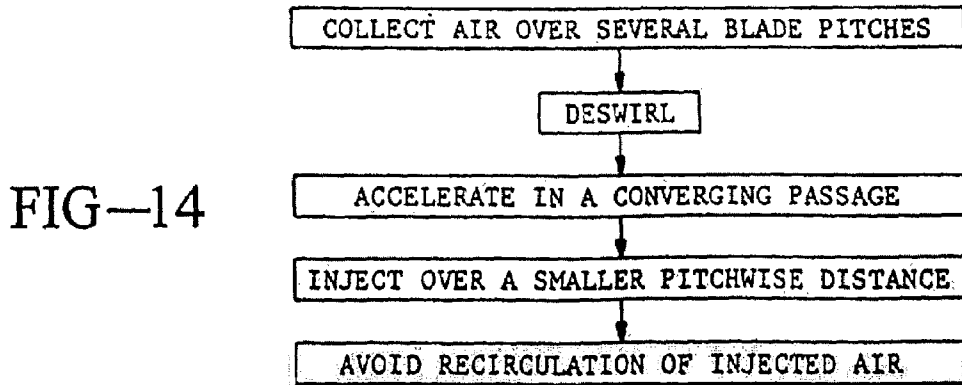 COLLECT AIR OVER SEVERAL BLADE PITCHES
DESWIRL
FIG—14
ACCELERATE IN A CONVERGING PASSAGE
INJECT OVER A SMALLER PITCHWISE DISTANCE
AVOID RECIRCULATION OF INJECTED AIR